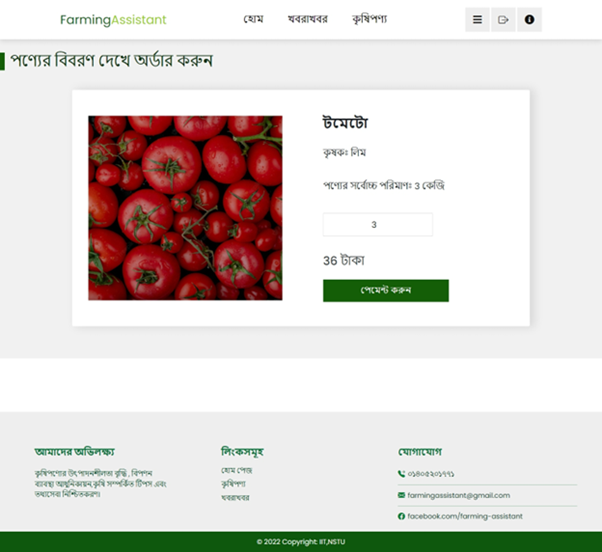 FarmingAssistant
হোম
খবরাখবর
কৃষিপণ্য
পণ্যের বিবরণ দেখে অর্ডার করুন
টমেটো
কৃষকঃ লিম
পণ্যের সর্বোচ্চ পরিমাণঃ 3 কেজি
3
36 টাকা
পেমেন্ট করুন
আমাদের অভিলক্ষ্য
কৃষিপণ্যের উৎপাদনশীলতা বৃদ্ধি, বিপণন
ব্যবস্থা আধুনিকায়ন,কৃষি সম্পর্কিত টিপস এবং
তথ্যসেবা নিশ্চিতকরণ।
লিংকসমূহ
হোম পেজ
কৃষিপণ্য
খবরাখবর
যোগাযোগ
০১৪০৫২০১৭৭১
farmingassistant@gmail.com
facebook.com/farming-assistant
© 2022 Copyright: IIT,NSTU